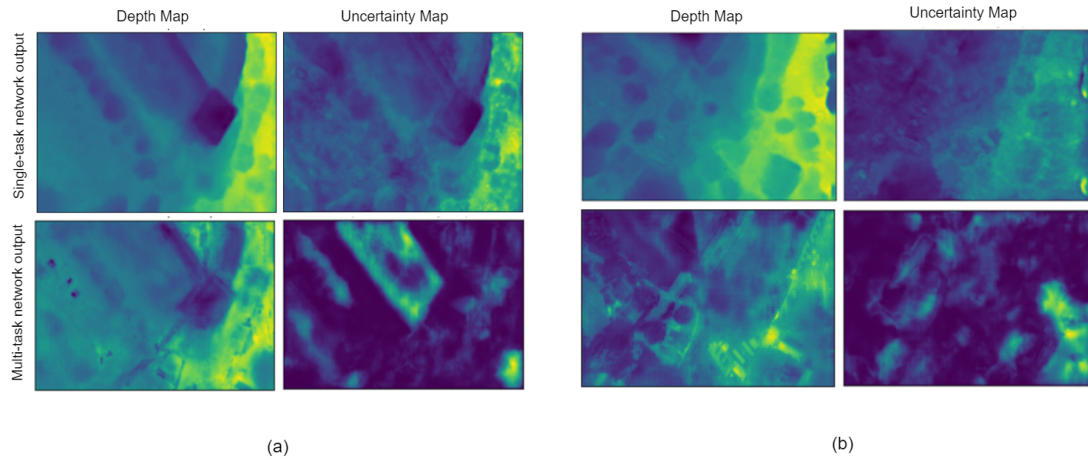 Depth Map
Uncertainty Map
Depth Map
Uncertainty Map
Single-task network output
Multi-task network output
(a)
(b)